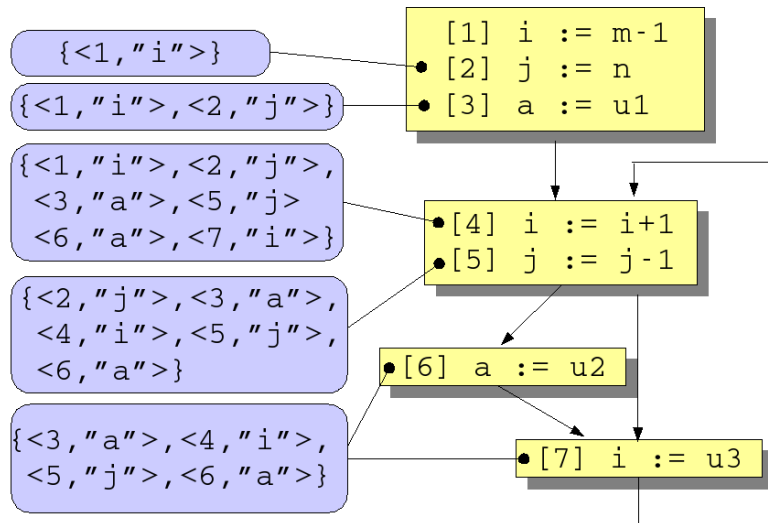 {<1,"i">}
{<1,"i">,<2,"j">}
{<1,"i">,<2,"j">,
<3,"a">,<5,"j>
<6,"a">,<7,"i">}
{<2,"j">,<3,"a">,
<4,"i">,<5,"j">,
<6,"a">}
{<3,"a">,<4,"i">,
<5,"j">,<6,"a">}
[1] i := m-1
[2] j := n
[3] a := u1
[4] i := i+1
[5] j := j-1
[6] a := u2
[7] i := u3